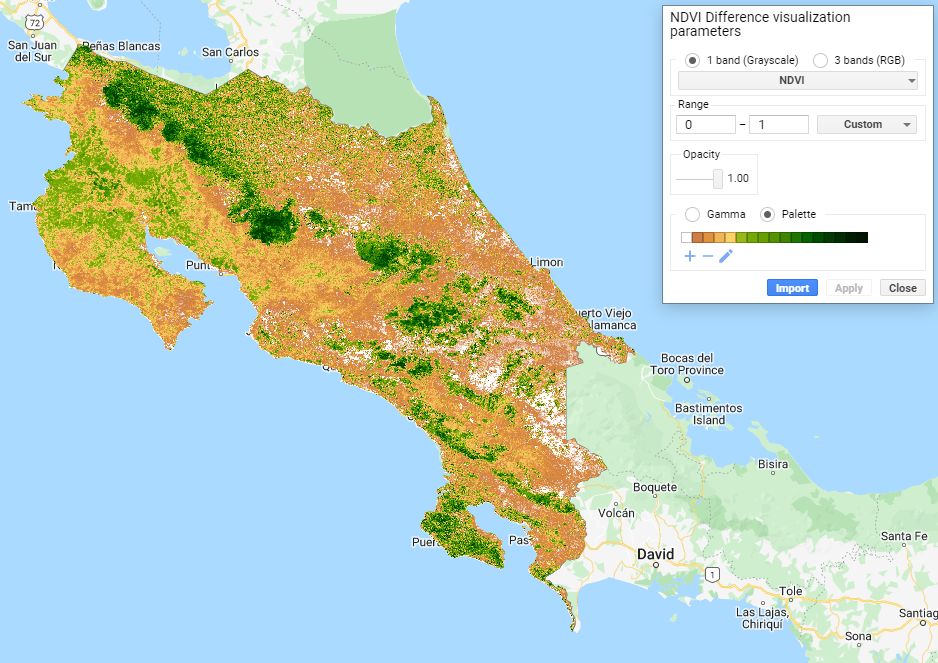 NDVI Difference visualization
parameters
1 band (Grayscale)
3 bands (RGB)
NDVI
Range
0
–
1
Custom
Opacity
1.00
Gamma
Palette
Import
Apply
Close
72
San Juan
del Sur
Peñas Blancas
San Carlos
Tam
Punt
Limon
uerto Viejo
alamanca
Bocas del
Toro Province
Bastimentos
Island
Bisira
Boquete
Volcán
Puer
Pas
David
1
Santa Fe
Tole
Las Lajas,
Chiriquí
Santiag
Sona